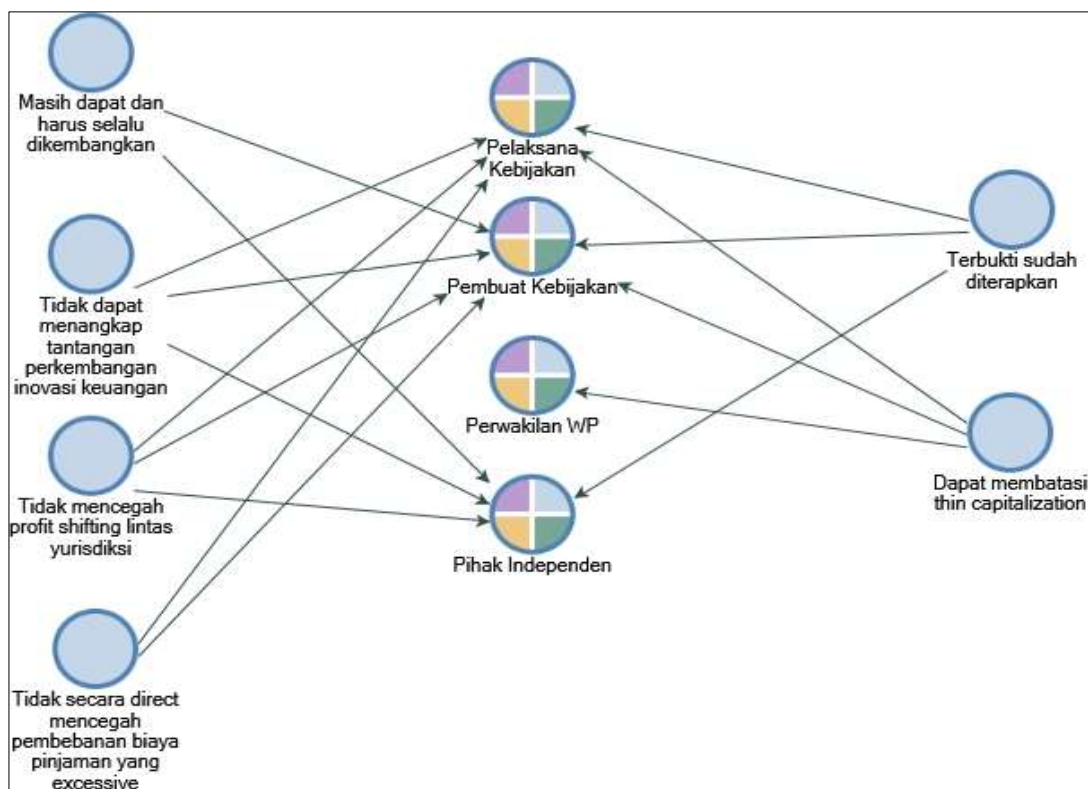 Masih dapat dan
harus selalu
dikembangkan
Tidak dapat
menangkap
tantangan
perkembangan
inovasi keuangan
Tidak mencegah
profit shifting lintas
yurisdiksi
Tidak secara direct
mencegah
pembebanan biaya
pinjaman yang
excessive
Pelaksana
Kebijakan
Pembuat Kebijakan
Perwakilan WP
Pihak Independen
Terbukti sudah
diterapkan
Dapat membatasi
thin capitalization